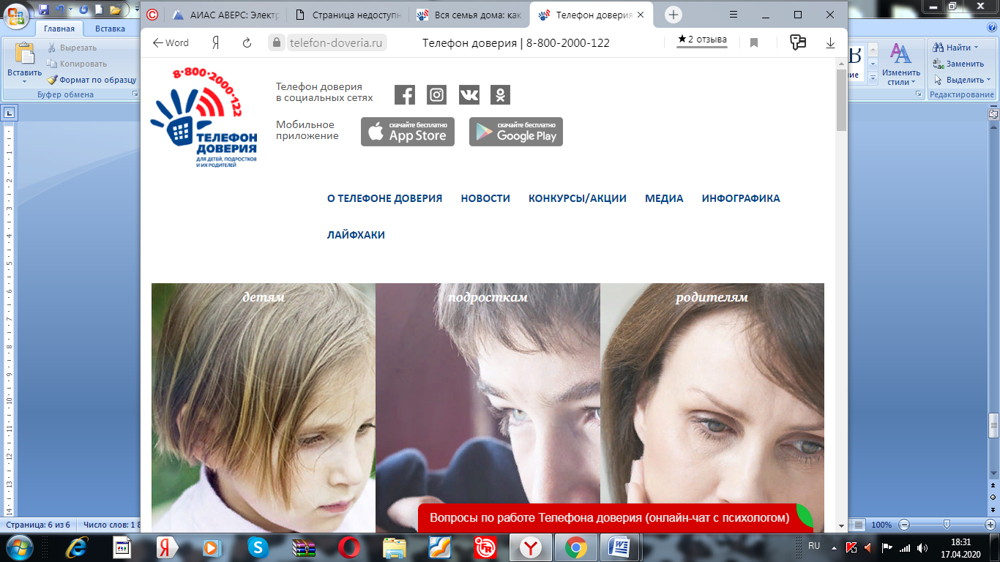 Главная
Вставка
Вставить
Вырезать
Копировать
Формат по образцу
Буфер обмена
АИАС АВЕРС: Электр
Страница недоступн
Вся семья дома: как
Телефон доверия
Word
telefon-doveria.ru
Телефон доверия | 8-800-2000-122
★2 отзыва
Изменить
стили
Найти
Заменить
Выделить
Редактирование
8-800-2000-122
ТЕЛЕФОН
ДОВЕРИЯ
ДЛЯ ДЕТЕЙ, ПОДРОСТКОВ
И ИХ РОДИТЕЛЕЙ
Телефон доверия
в социальных сетях
Мобильное
приложение
скачайте бесплатно
App Store
скачайте бесплатно
Google Play
О ТЕЛЕФОНЕ ДОВЕРИЯ НОВОСТИ КОНКУРСЫ/АКЦИИ МЕДИА ИНФОГРАФИКА
ЛАЙФХАКИ
детям
подросткам
родителям
Вопросы по работе Телефона доверия (онлайн-чат с психологом)
Страница: 6 из 6
Число слов: 1 8
100%
RU
18:31
17.04.2020